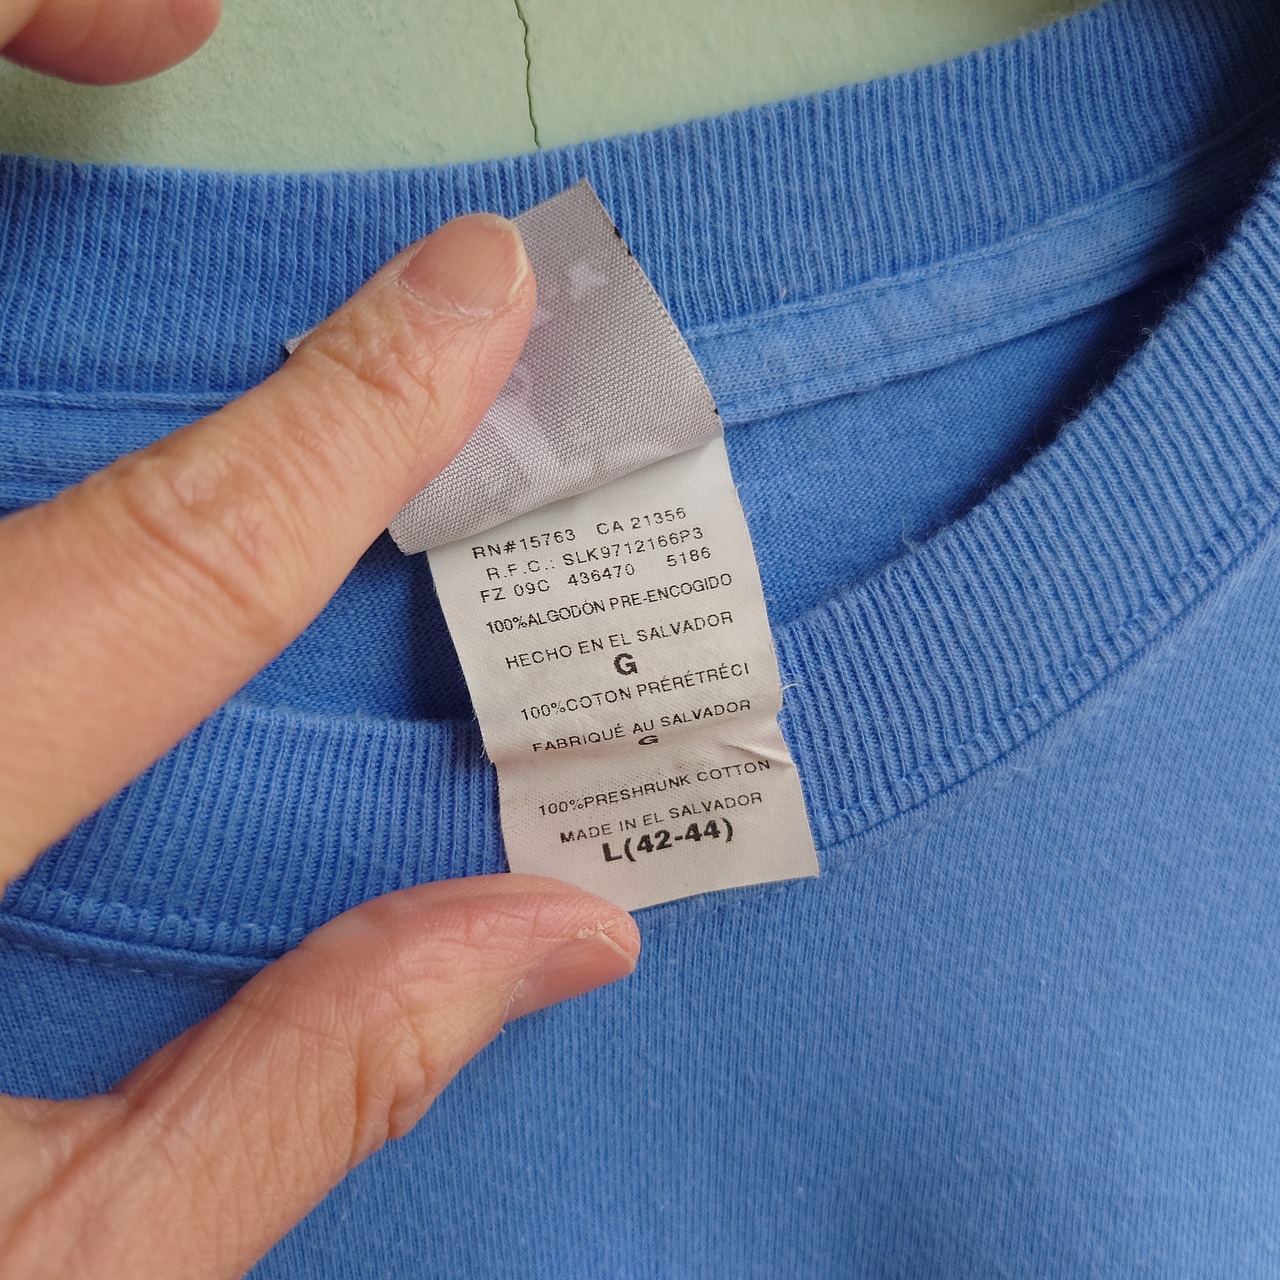 RN#15763 CA 21356
R.F.C.: SLK9712166P3
FZ 09C 436470 5186
100%ALGODÓN PRE-ENCOGIDO
HECHO EN EL SALVADOR
G
100%COTON PRÉRÉTRÉCI
FABRIQUÉ AU SALVADOR
G
100%PRESHRUNK COTTON
MADE IN EL SALVADOR
L(42-44)